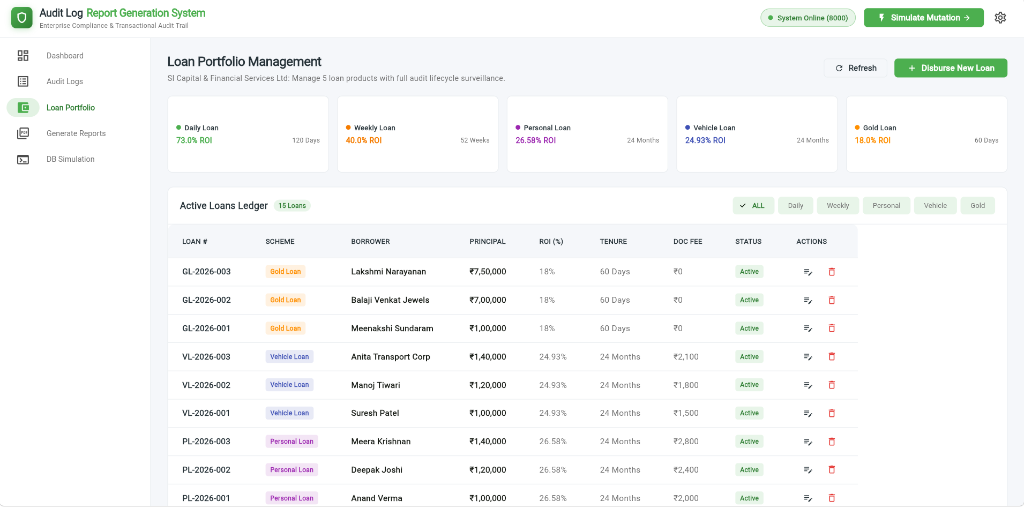 Audit Log Report Generation System
Enterprise Compliance & Transactional Audit Trail
System Online (8000)
Simulate Mutation →
Dashboard
Audit Logs
Loan Portfolio
Generate Reports
DB Simulation
Loan Portfolio Management
SI Capital & Financial Services Ltd: Manage 5 loan products with full audit lifecycle surveillance.
Refresh
+ Disburse New Loan
Daily Loan
73.0% ROI 120 Days
Weekly Loan
40.0% ROI 52 Weeks
Personal Loan
26.58% ROI 24 Months
Vehicle Loan
24.93% ROI 24 Months
Gold Loan
18.0% ROI 60 Days
Active Loans Ledger 15 Loans
✓ ALL Daily Weekly Personal Vehicle Gold
LOAN # SCHEME BORROWER PRINCIPAL ROI (%) TENURE DOC FEE STATUS ACTIONS
GL-2026-003 Gold Loan Lakshmi Narayanan ₹7,50,000 18% 60 Days ₹0 Active
GL-2026-002 Gold Loan Balaji Venkat Jewels ₹7,00,000 18% 60 Days ₹0 Active
GL-2026-001 Gold Loan Meenakshi Sundaram ₹1,00,000 18% 60 Days ₹0 Active
VL-2026-003 Vehicle Loan Anita Transport Corp ₹1,40,000 24.93% 24 Months ₹2,100 Active
VL-2026-002 Vehicle Loan Manoj Tiwari ₹1,20,000 24.93% 24 Months ₹1,800 Active
VL-2026-001 Vehicle Loan Suresh Patel ₹1,00,000 24.93% 24 Months ₹1,500 Active
PL-2026-003 Personal Loan Meera Krishnan ₹1,40,000 26.58% 24 Months ₹2,800 Active
PL-2026-002 Personal Loan Deepak Joshi ₹1,20,000 26.58% 24 Months ₹2,400 Active
PL-2026-001 Personal Loan Anand Verma ₹1,00,000 26.58% 24 Months ₹2,000 Active